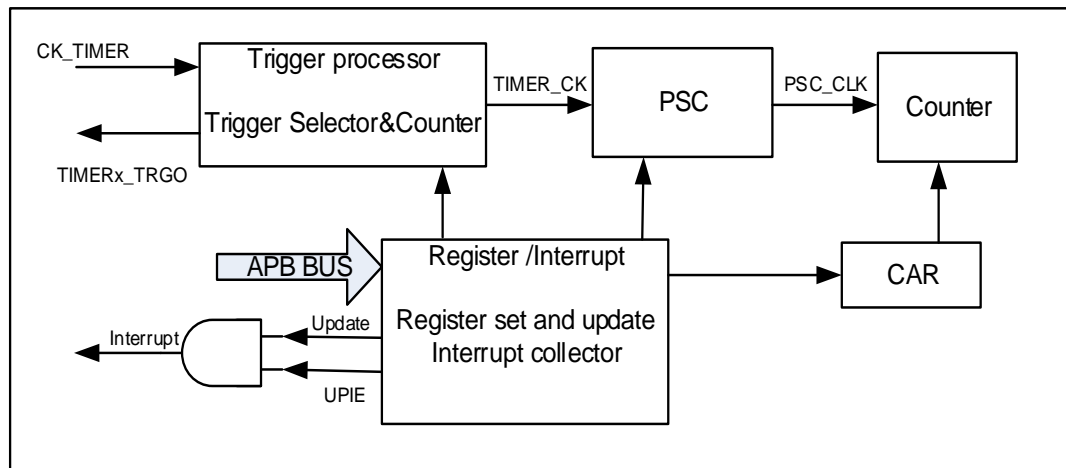 CK_TIMER
TIMERx_TRGO
Trigger processor
Trigger Selector&Counter
TIMER_CK
PSC
PSC_CLK
Counter
APB BUS
Register /Interrupt
Register set and update
Interrupt collector
CAR
Update
Interrupt
UPIE